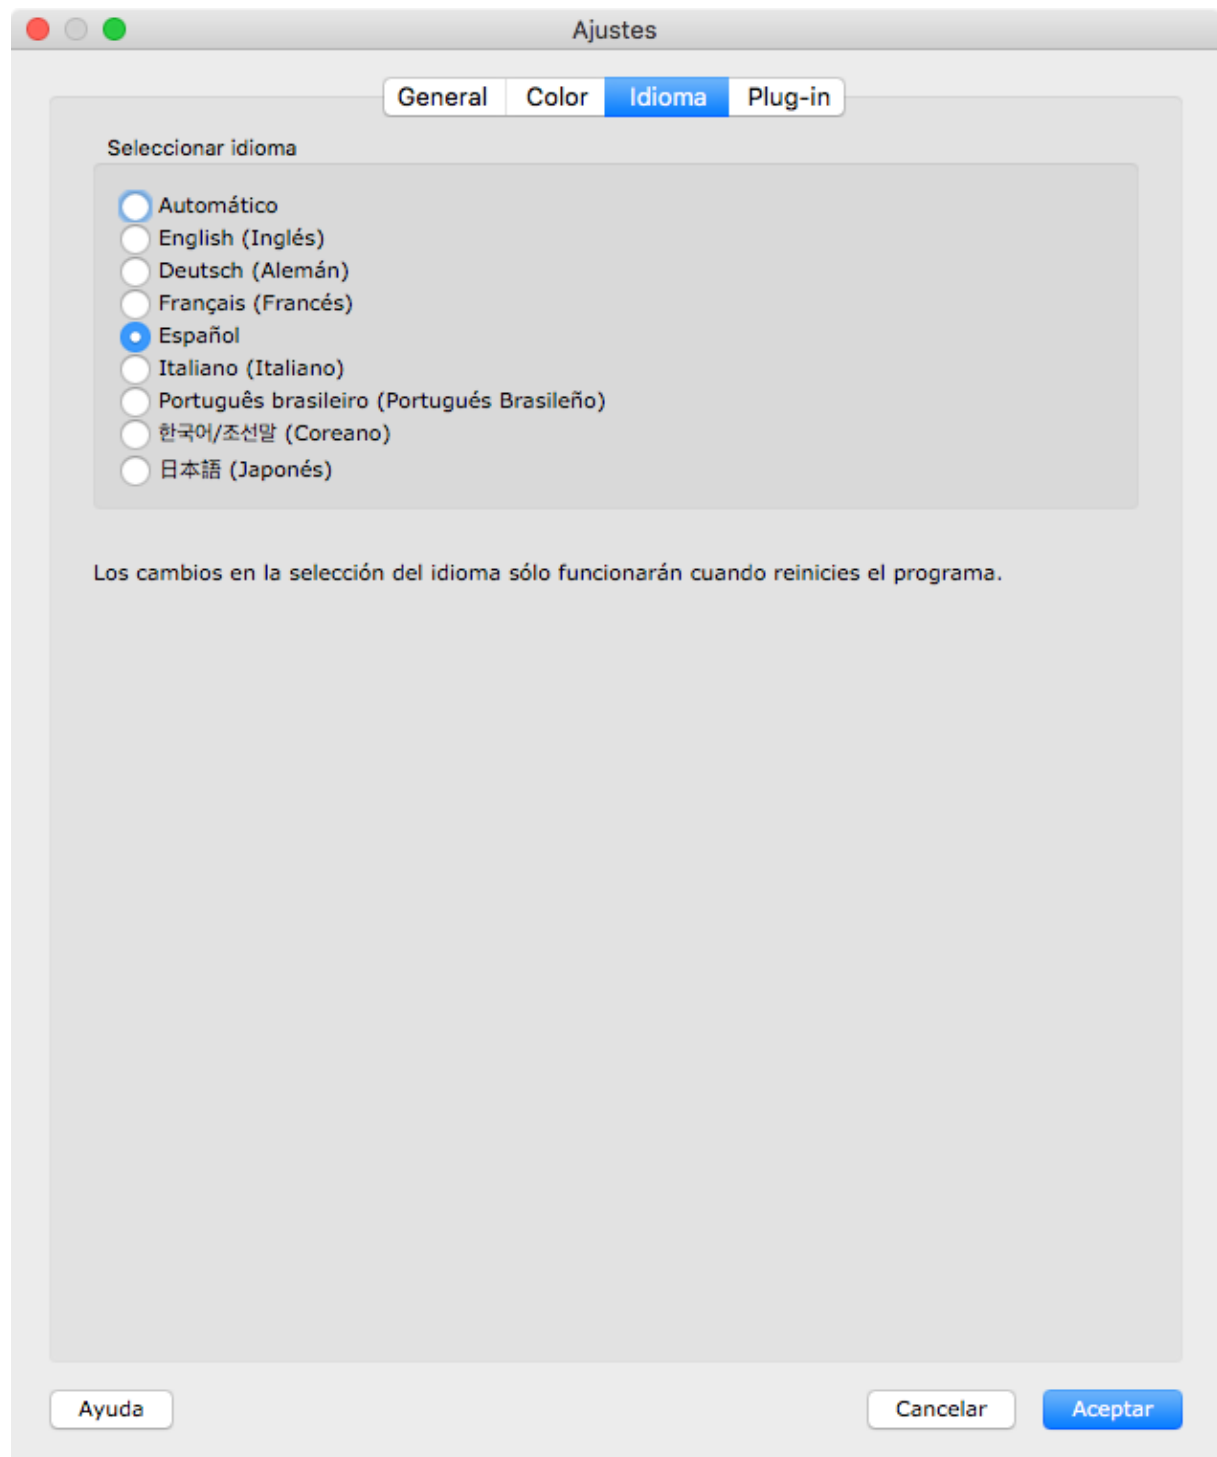 Ajustes
General Color Idioma Plug-in
Seleccionar idioma
Automático
English (Inglés)
Deutsch (Alemán)
Français (Francés)
Español
Italiano (Italiano)
Português brasileiro (Portugués Brasileño)
한국어/조선말 (Coreano)
日本語 (Japonés)
Los cambios en la selección del idioma sólo funcionarán cuando reinicies el programa.
Ayuda Cancelar Aceptar